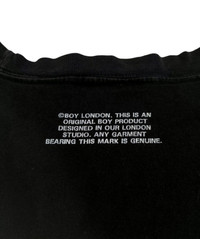 ©BOY LONDON. THIS IS AN
ORIGINAL BOY PRODUCT
DESIGNED IN OUR LONDON
STUDIO. ANY GARMENT
BEARING THIS MARK IS GENUINE.